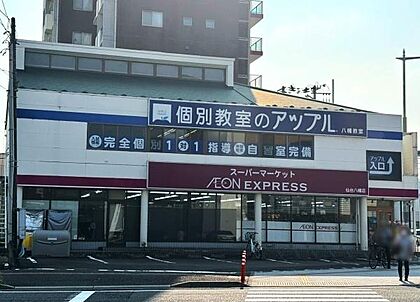 個別教室のアップル 八幡教室
完全個別 1対1 指導 自習室完備
スーパーマーケット
ÆON EXPRESS 仙台八幡店
アップル
入口
ÆON EXPRESS